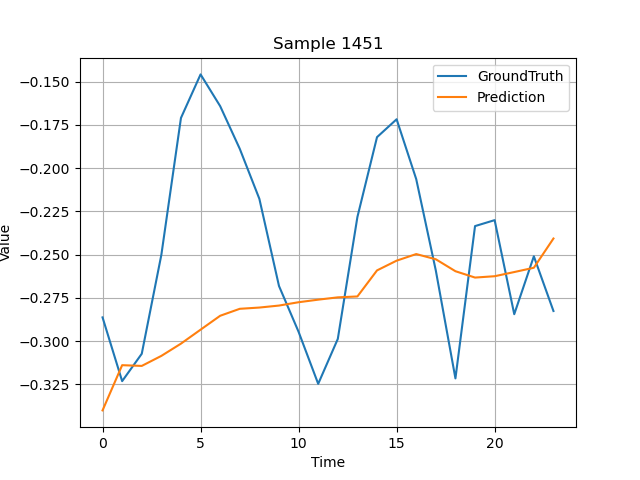 Sample 1451
GroundTruth
Prediction
−0.150
−0.175
−0.200
−0.225
−0.250
−0.275
−0.300
−0.325
Value
0 5 10 15 20
Time